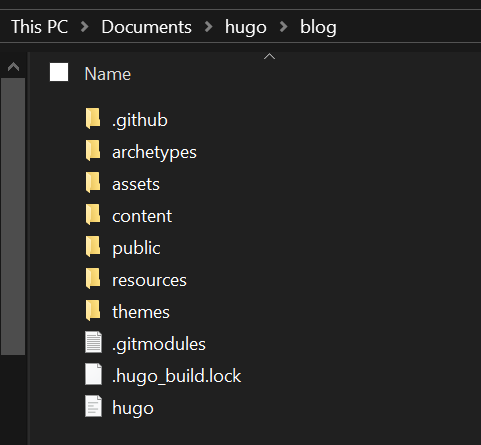 This PC > Documents > hugo > blog
Name
.github
archetypes
assets
content
public
resources
themes
.gitmodules
.hugo_build.lock
hugo